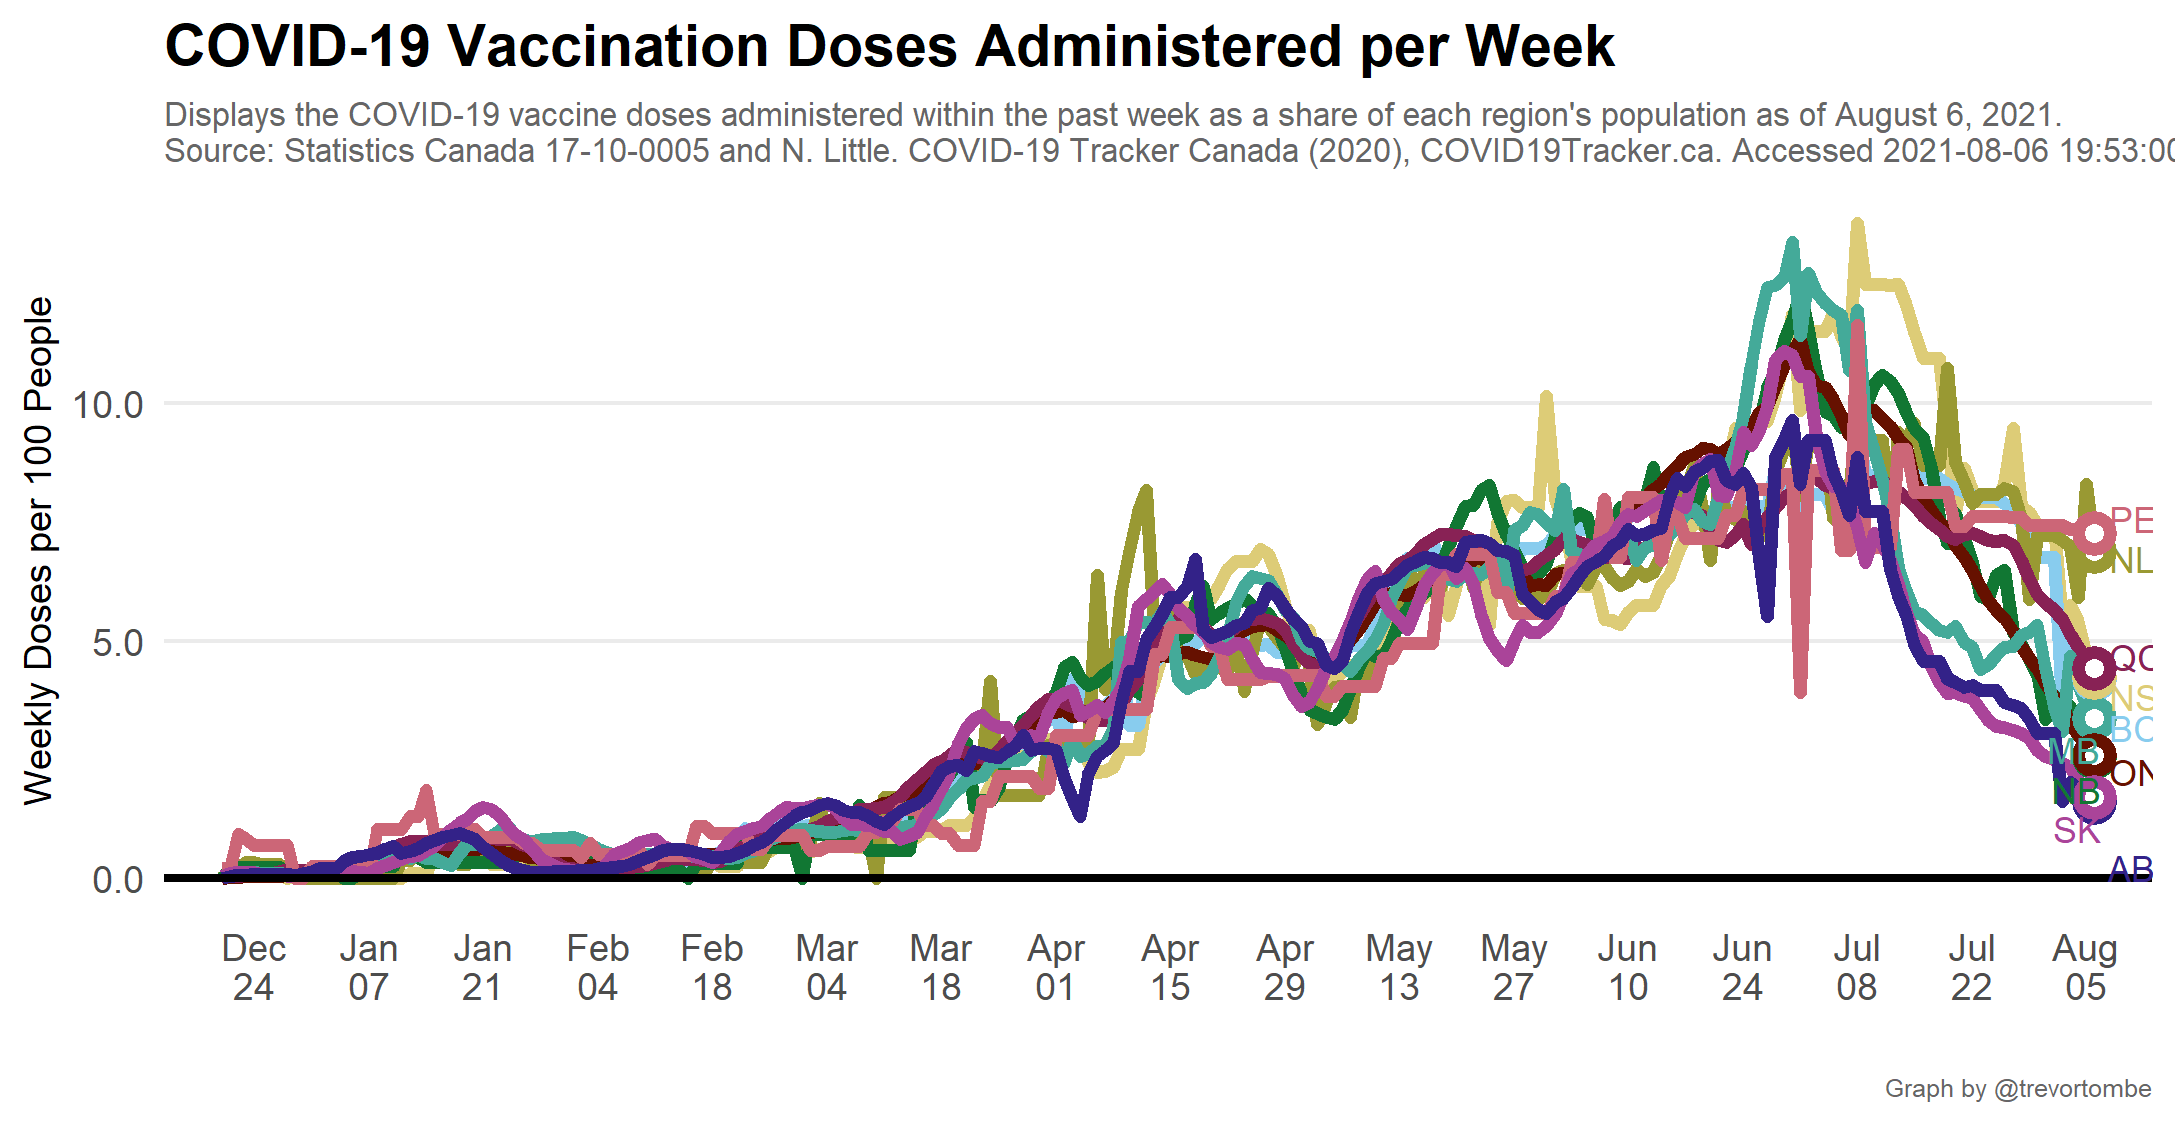 COVID-19 Vaccination Doses Administered per Week
Displays the COVID-19 vaccine doses administered within the past week as a share of each region's population as of August 6, 2021.
Source: Statistics Canada 17-10-0005 and N. Little. COVID-19 Tracker Canada (2020), COVID19Tracker.ca. Accessed 2021-08-06 19:53:00
Weekly Doses per 100 People
10.0
5.0
0.0
PE
NL
QC
NS
BC
MB
ON
NB
SK
AB
Dec 24
Jan 07
Jan 21
Feb 04
Feb 18
Mar 04
Mar 18
Apr 01
Apr 15
Apr 29
May 13
May 27
Jun 10
Jun 24
Jul 08
Jul 22
Aug 05
Graph by @trevortombe